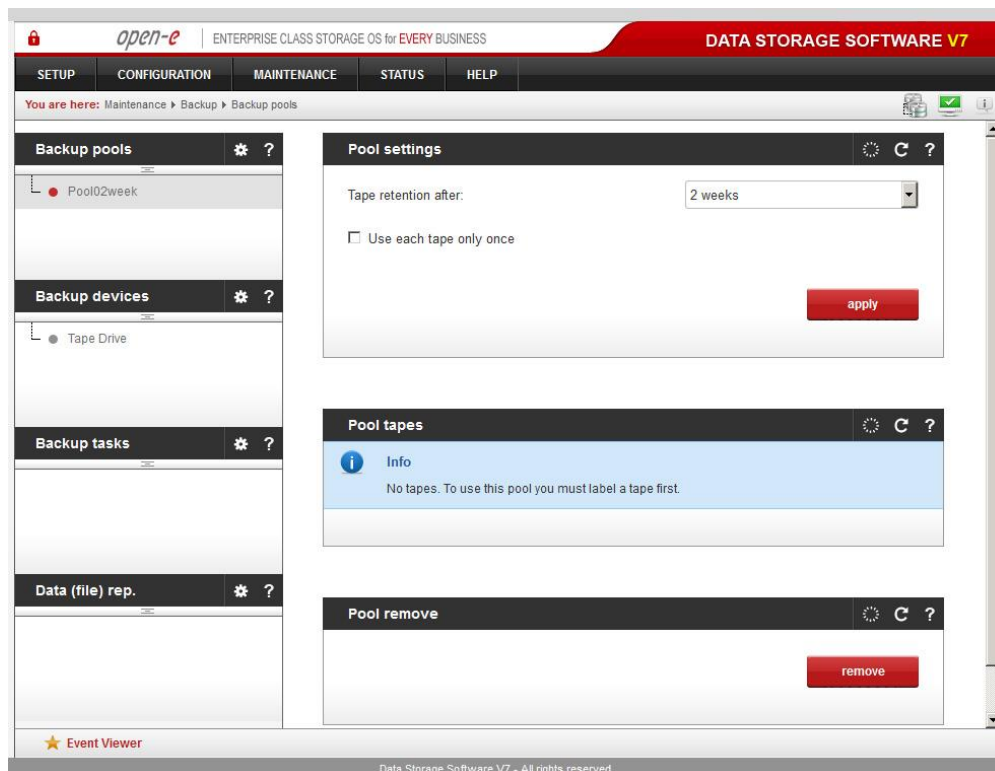 open-e ENTERPRISE CLASS STORAGE OS for EVERY BUSINESS
DATA STORAGE SOFTWARE V7
SETUP CONFIGURATION MAINTENANCE STATUS HELP
You are here: Maintenance Backup Backup pools
Backup pools ?
Pool02week
Backup devices ?
Tape Drive
Backup tasks ?
Data (file) rep. ?
Pool settings ?
Tape retention after: 2 weeks
Use each tape only once
apply
Pool tapes ?
Info
No tapes. To use this pool you must label a tape first.
Pool remove ?
remove
Event Viewer
Data Storage Software V7 - All rights reserved